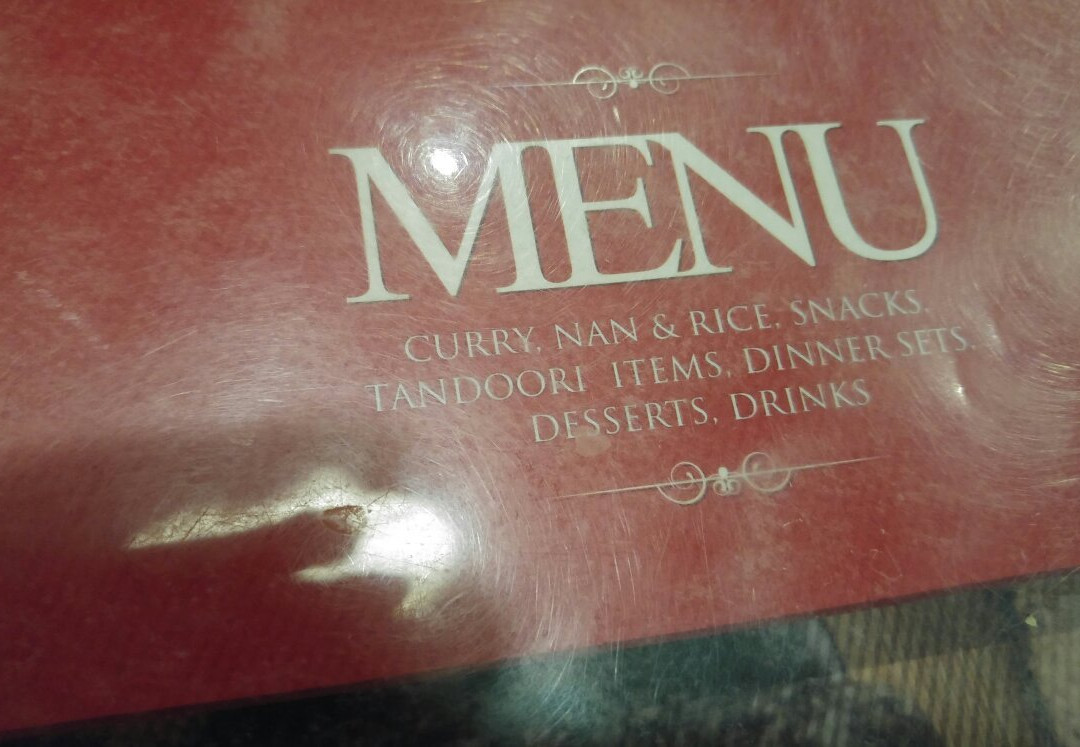 MENU
CURRY, NAN & RICE, SNACKS,
TANDOORI ITEMS, DINNER SETS,
DESSERTS, DRINKS